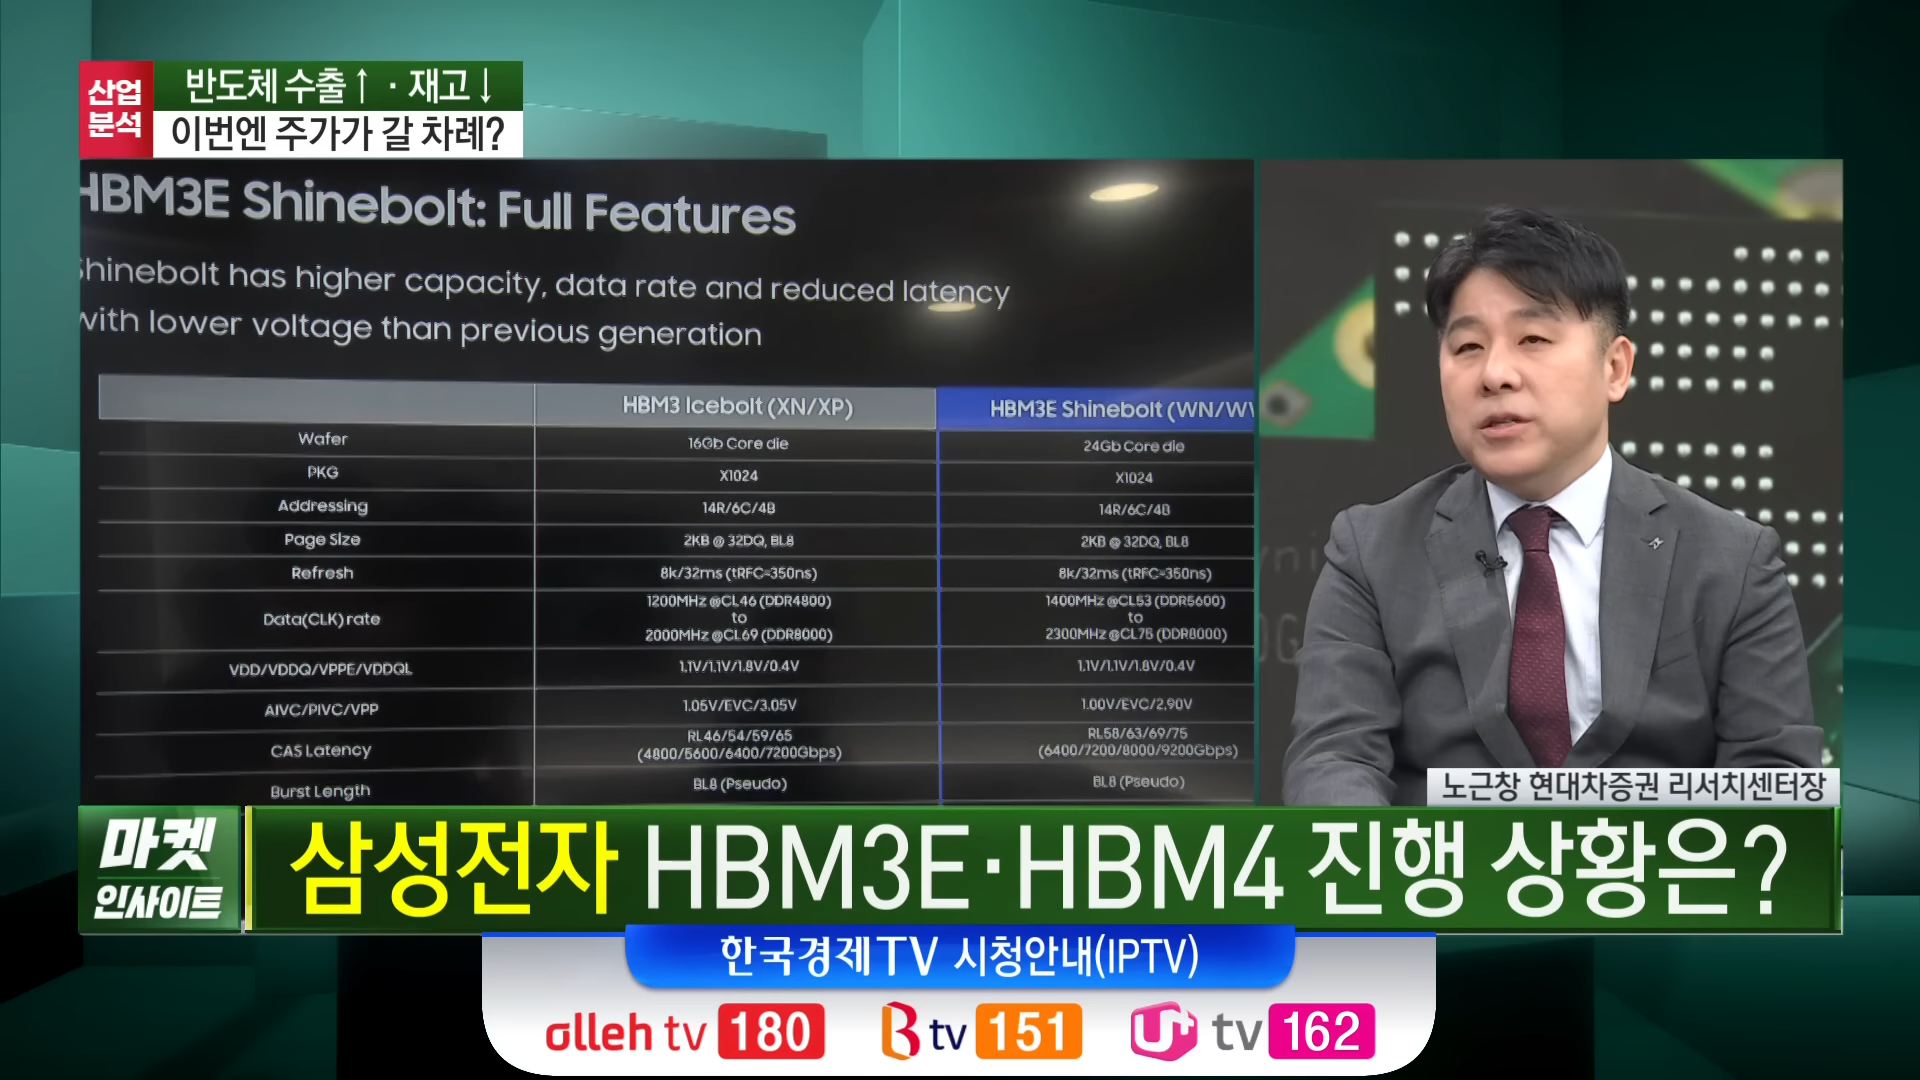 산업
분석
반도체 수출↑ · 재고↓
이번엔 주가가 갈 차례?
HBM3E Shinebolt: Full Features
Shinebolt has higher capacity, data rate and reduced latency
with lower voltage than previous generation
HBM3 Icebolt (XN/XP) HBM3E Shinebolt (WN/W
Wafer 16Gb Core die 24Gb Core die
PKG X1024 X1024
Addressing 14R/6C/4B 14R/6C/4B
Page Size 2KB @ 32DQ, BL8 2KB @ 32DQ, BL8
Refresh 8k/32ms (tRFC=350ns) 8k/32ms (tRFC=350ns)
Data(CLK) rate 1200MHz @CL46 (DDR4800) to 2000MHz @CL69 (DDR8000) 1400MHz @CL53 (DDR5600) to 2300MHz @CL75 (DDR8000)
VDD/VDDQ/VPPE/VDDQL 1.1V/1.1V/1.8V/0.4V 1.1V/1.1V/1.8V/0.4V
AIVC/PIVC/VPP 1.05V/EVC/3.05V 1.00V/EVC/2.90V
CAS Latency RL46/54/59/65 (4800/5600/6400/7200Gbps) RL58/63/69/75 (6400/7200/8000/9200Gbps)
Burst Length BL8 (Pseudo) BL8 (Pseudo)
노근창 현대차증권 리서치센터장
마켓
인사이트
삼성전자 HBM3E·HBM4 진행 상황은?
한국경제TV 시청안내(IPTV)
olleh tv 180 B tv 151 U+ tv 162